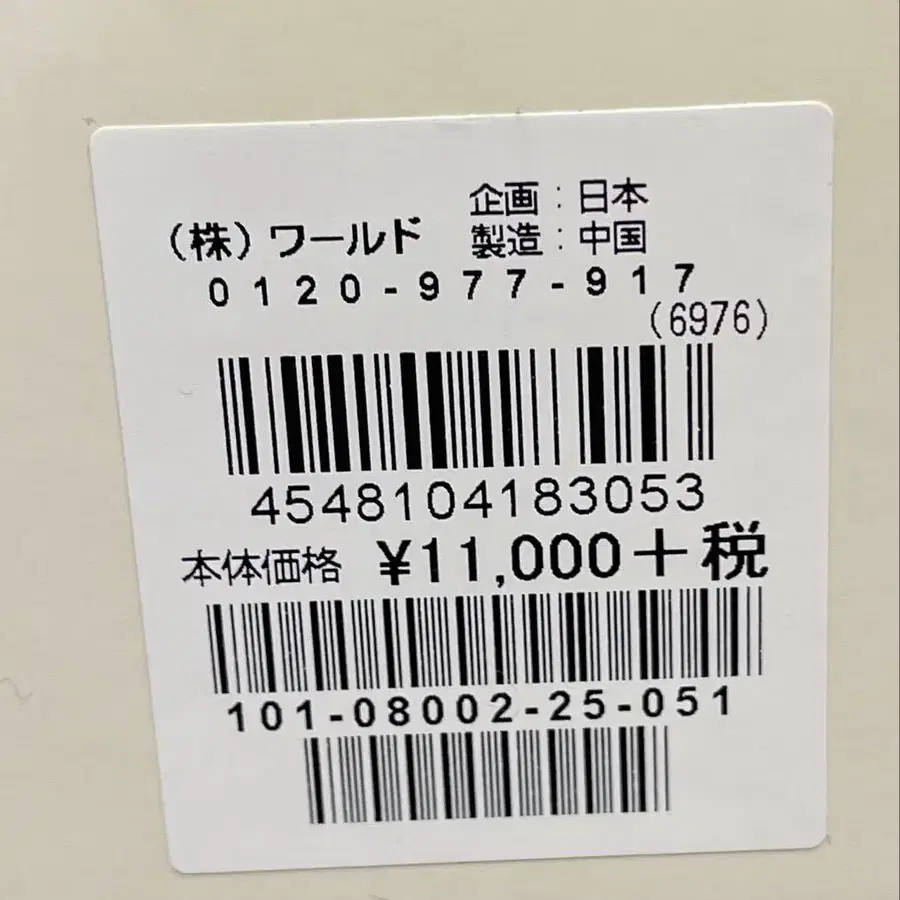 企画：日本
（株）ワールド 製造：中国
0120-977-917
(6976)
4548104183053
本体価格 ¥11,000＋税
101-08002-25-051